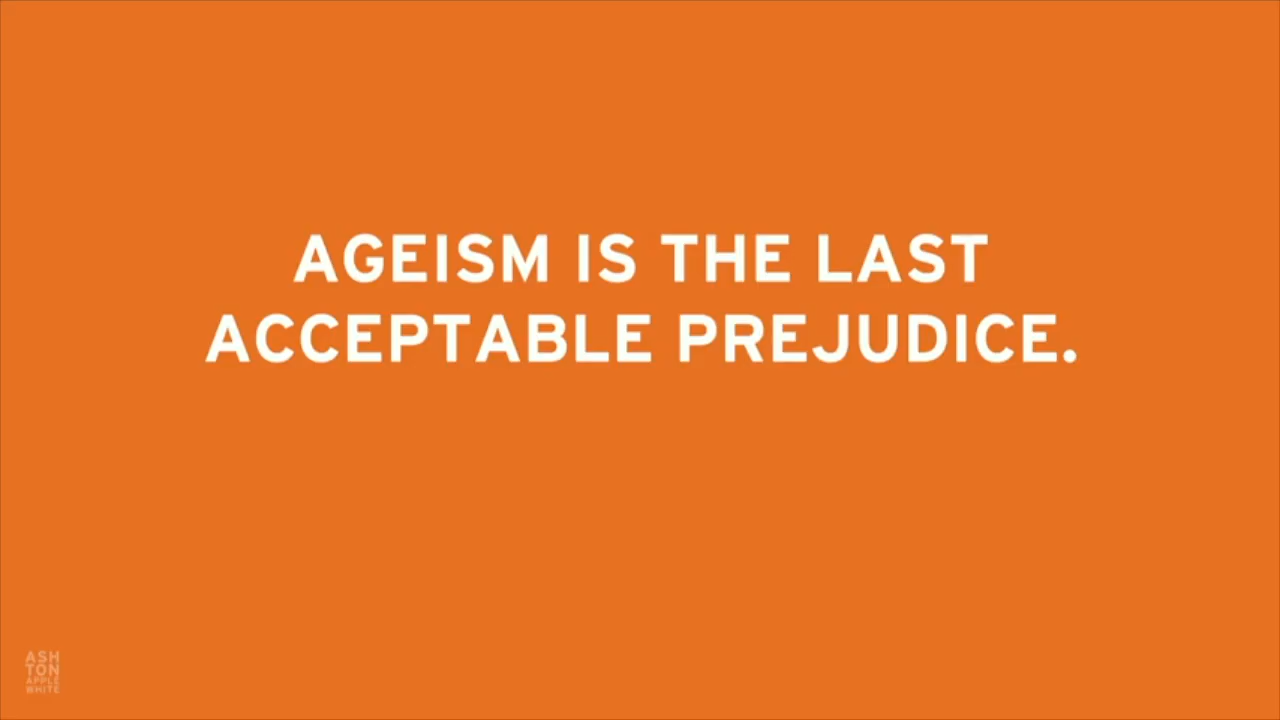 AGEISM IS THE LAST
ACCEPTABLE PREJUDICE.
ASH
TON
APPLE
WHITE